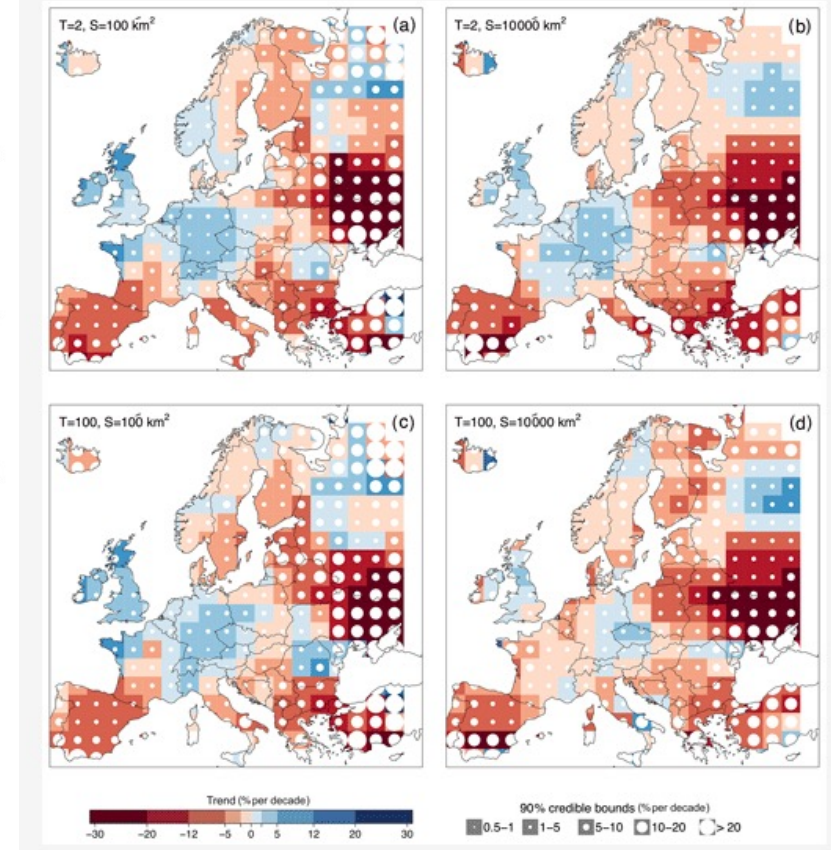 T=2, S=100 km²
(a)
T=2, S=10000 km²
(b)
T=100, S=100 km²
(c)
T=100, S=10000 km²
(d)
Trend (% per decade)
−30 −20 −12 −5 0 5 12 20 30
90% credible bounds (% per decade)
0.5−1 1−5 5−10 10−20 > 20